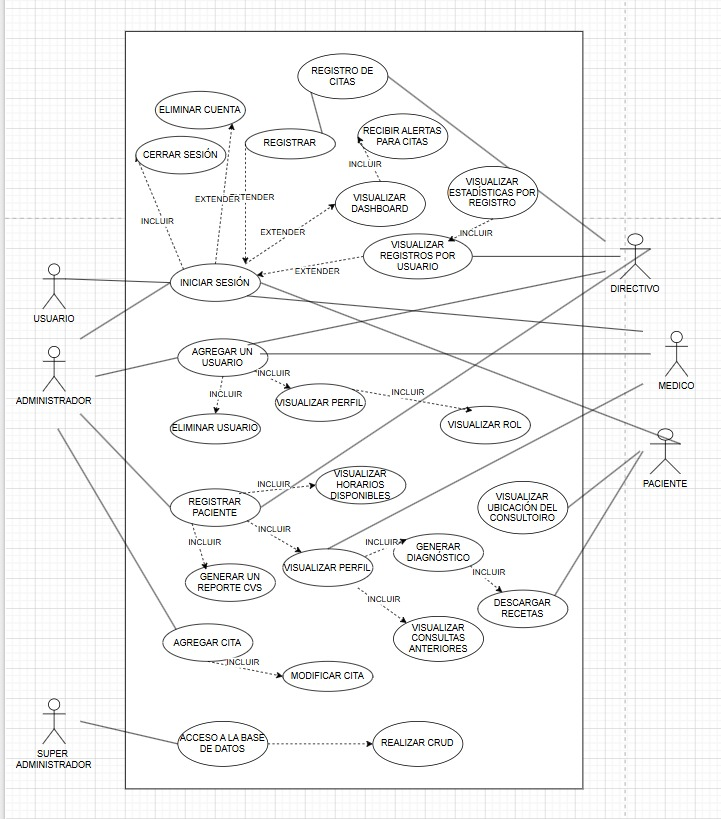 REGISTRO DE
CITAS
ELIMINAR CUENTA
REGISTRAR
RECIBIR ALERTAS
PARA CITAS
CERRAR SESIÓN
INCLUIR
VISUALIZAR
ESTADÍSTICAS POR
REGISTRO
EXTENDER
EXTENDER
VISUALIZAR
DASHBOARD
INCLUIR
EXTENDER
INCLUIR
VISUALIZAR
REGISTROS POR
USUARIO
EXTENDER
INICIAR SESIÓN
USUARIO
DIRECTIVO
AGREGAR UN
USUARIO
ADMINISTRADOR
MEDICO
INCLUIR
INCLUIR
INCLUIR
VISUALIZAR PERFIL
ELIMINAR USUARIO
VISUALIZAR ROL
PACIENTE
INCLUIR
VISUALIZAR
HORARIOS
DISPONIBLES
REGISTRAR
PACIENTE
VISUALIZAR
UBICACIÓN DEL
CONSULTOIRO
INCLUIR
INCLUIR
INCLUIR
GENERAR
DIAGNÓSTICO
VISUALIZAR PERFIL
INCLUIR
GENERAR UN
REPORTE CVS
INCLUIR
DESCARGAR
RECETAS
AGREGAR CITA
VISUALIZAR
CONSULTAS
ANTERIORES
INCLUIR
MODIFICAR CITA
ACCESO A LA BASE
DE DATOS
REALIZAR CRUD
SUPER
ADMINISTRADOR